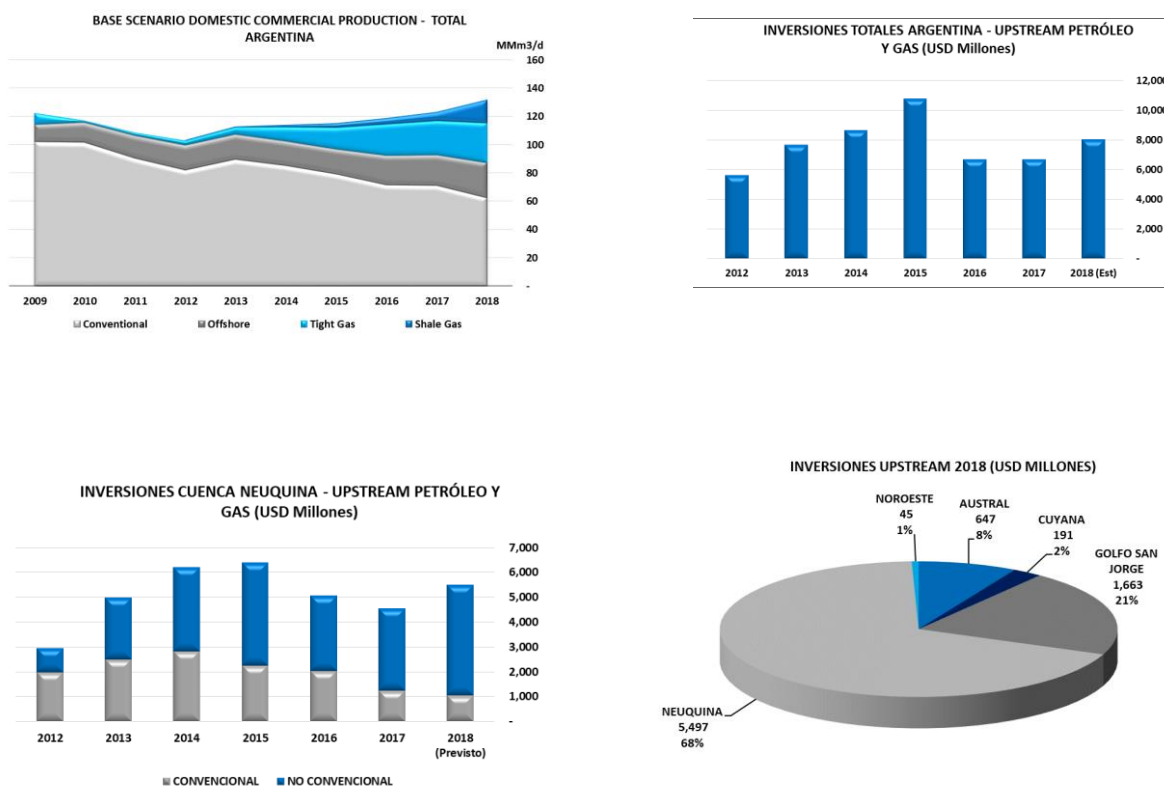 BASE SCENARIO DOMESTIC COMMERCIAL PRODUCTION - TOTAL
ARGENTINA
MMm3/d
160
140
120
100
80
60
40
20
-
2009 2010 2011 2012 2013 2014 2015 2016 2017 2018
Conventional Offshore Tight Gas Shale Gas
INVERSIONES TOTALES ARGENTINA - UPSTREAM PETRÓLEO
Y GAS (USD Millones)
12,000
10,000
8,000
6,000
4,000
2,000
-
2012 2013 2014 2015 2016 2017 2018 (Est)
INVERSIONES CUENCA NEUQUINA - UPSTREAM PETRÓLEO Y
GAS (USD Millones)
7,000
6,000
5,000
4,000
3,000
2,000
1,000
-
2012 2013 2014 2015 2016 2017 2018
(Previsto)
CONVENCIONAL NO CONVENCIONAL
INVERSIONES UPSTREAM 2018 (USD MILLONES)
NOROESTE
45
1%
AUSTRAL
647
8%
CUYANA
191
2%
GOLFO SAN
JORGE
1,663
21%
NEUQUINA
5,497
68%